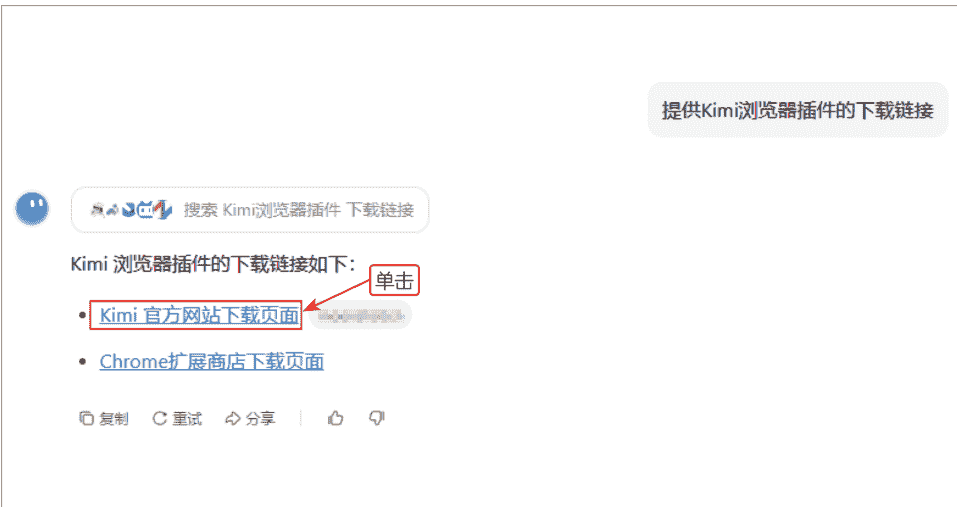 提供Kimi浏览器插件的下载链接
搜索 Kimi浏览器插件 下载链接
Kimi 浏览器插件的下载链接如下：
单击
• Kimi 官方网站下载页面
• Chrome扩展商店下载页面
复制 重试 分享